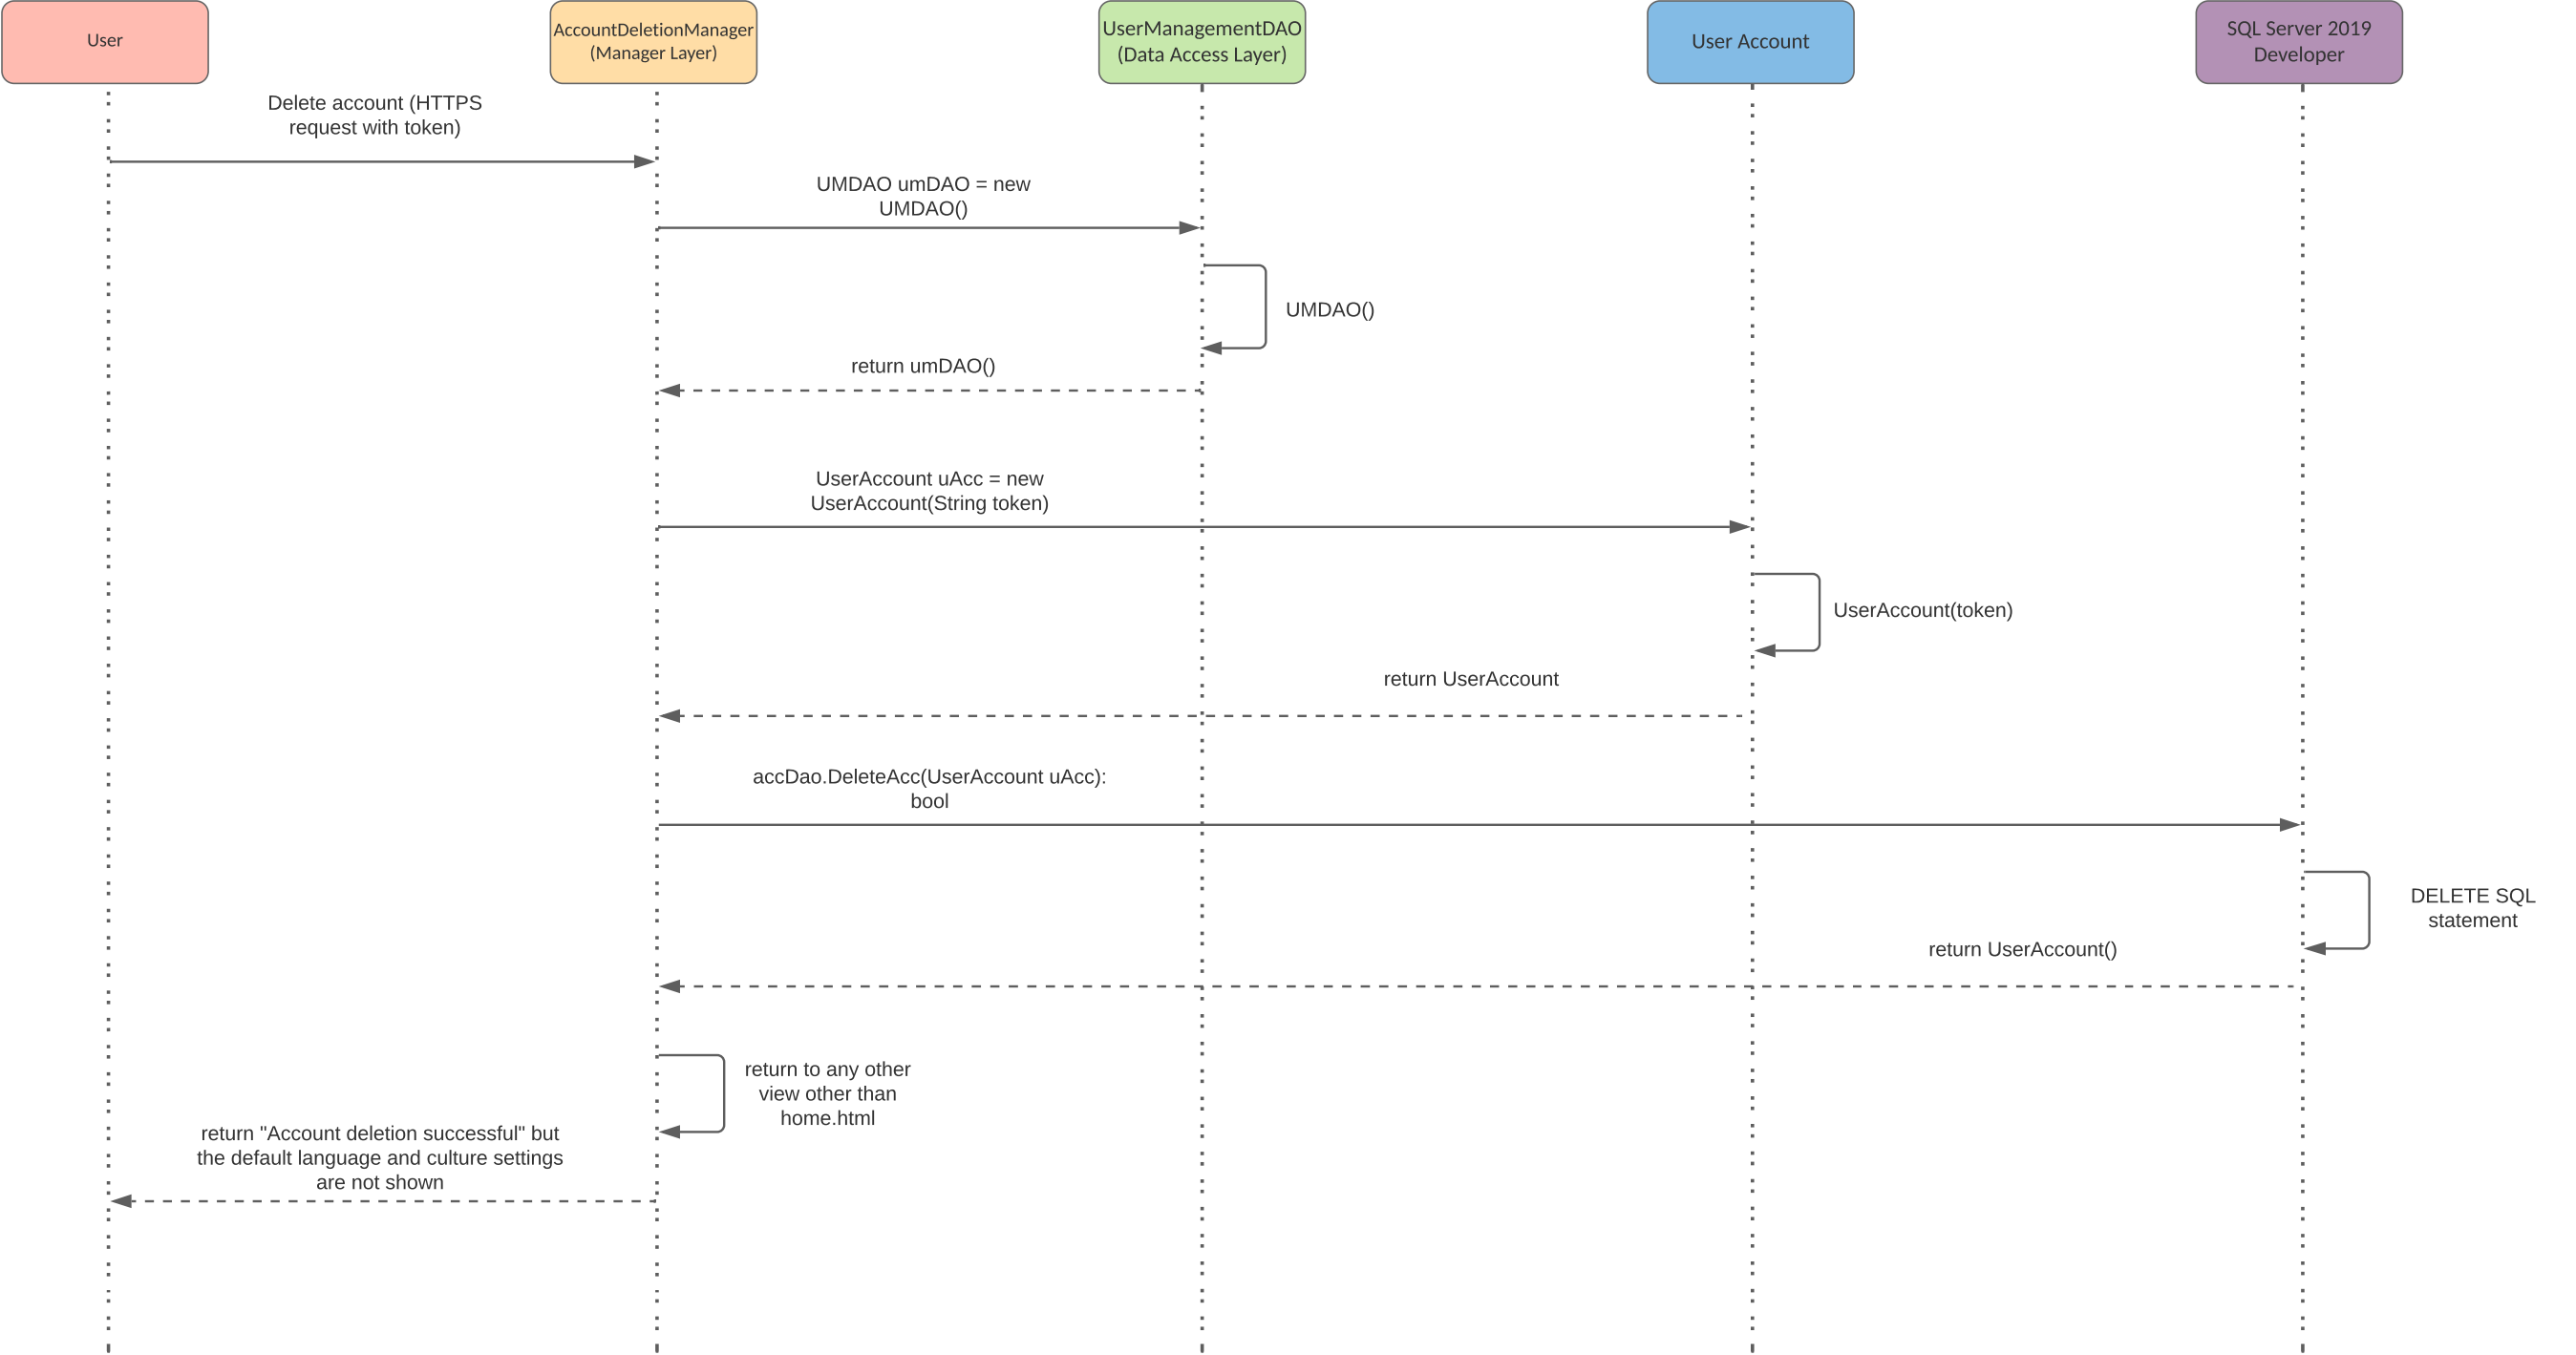 User
AccountDeletionManager
(Manager Layer)
UserManagementDAO
(Data Access Layer)
User Account
SQL Server 2019
Developer
Delete account (HTTPS
request with token)
UMDAO umDAO = new
UMDAO()
UMDAO()
return umDAO()
UserAccount uAcc = new
UserAccount(String token)
UserAccount(token)
return UserAccount
accDao.DeleteAcc(UserAccount uAcc):
bool
DELETE SQL
statement
return UserAccount()
return to any other
view other than
home.html
return "Account deletion successful" but
the default language and culture settings
are not shown